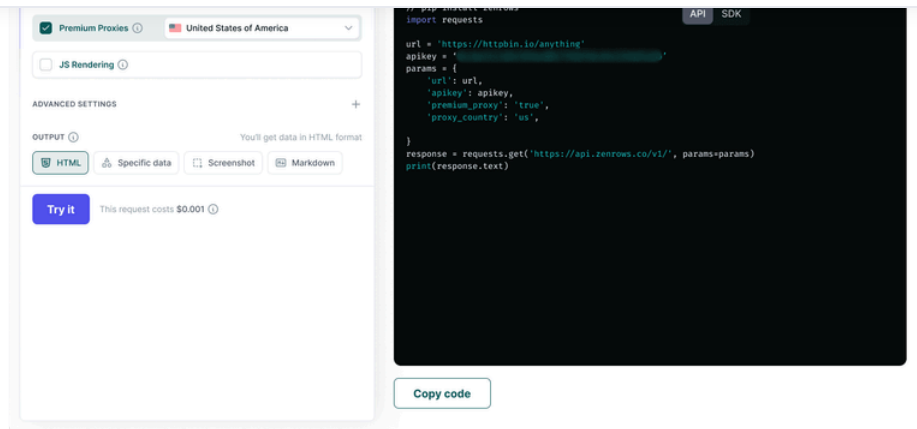 Premium Proxies
United States of America
JS Rendering
ADVANCED SETTINGS
OUTPUT
You'll get data in HTML format
HTML
Specific data
Screenshot
Markdown
Try it
This request costs $0.001
API
SDK
// pip install zenrows
import requests
url = 'https://httpbin.io/anything'
apikey = ' '
params = {
'url': url,
'apikey': apikey,
'premium_proxy': 'true',
'proxy_country': 'us',
}
response = requests.get('https://api.zenrows.co/v1/', params=params)
print(response.text)
Copy code